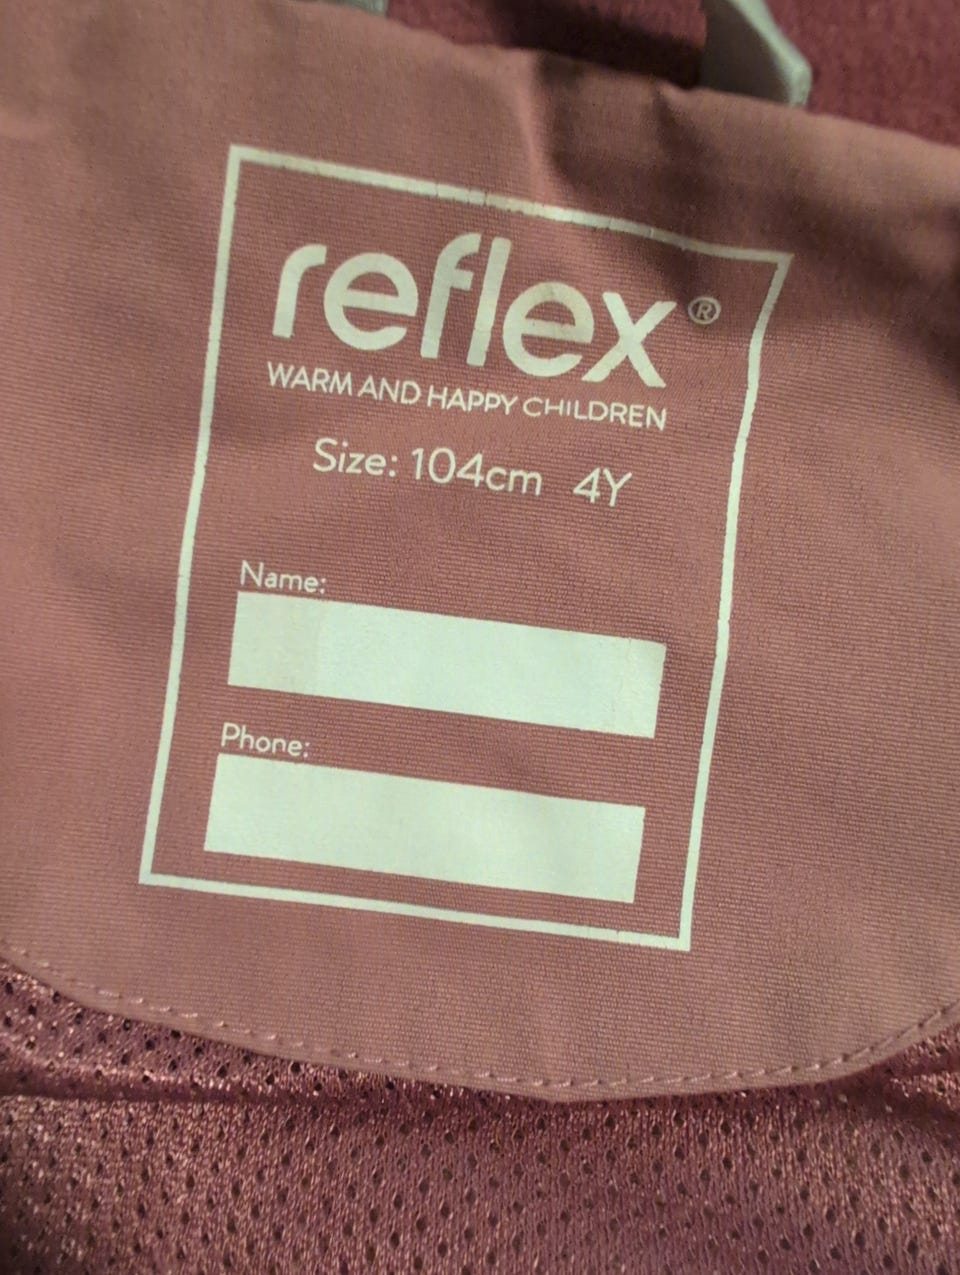 reflex®
WARM AND HAPPY CHILDREN
Size: 104cm 4Y
Name:
Phone: